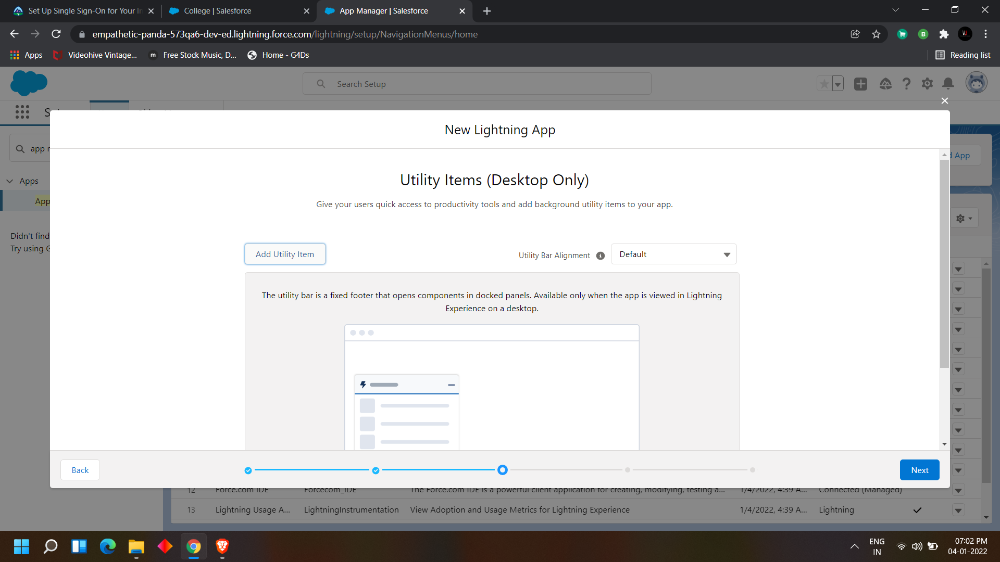 Set Up Single Sign-On for Your In
College | Salesforce
App Manager | Salesforce
empathetic-panda-573qa6-dev-ed.lightning.force.com/lightning/setup/NavigationMenus/home
Apps
Videohive Vintage...
m
Free Stock Music, D...
Home - G4Ds
Reading list
Search Setup
New Lightning App
app
d App
Utility Items (Desktop Only)
Apps
App
Give your users quick access to productivity tools and add background utility items to your app.
Didn't find
Try using G
Add Utility Item
Utility Bar Alignment
Default
The utility bar is a fixed footer that opens components in docked panels. Available only when the app is viewed in Lightning
Experience on a desktop.
Back
Next
12 Force.com IDE Forcecom_IDE The Force.com IDE is a powerful client application for creating, modifying, testing a... 1/4/2022, 4:39 A... Connected (Managed)
13 Lightning Usage A... LightningInstrumentation View Adoption and Usage Metrics for Lightning Experience 1/4/2022, 4:39 A... Lightning
ENG
IN
07:02 PM
04-01-2022